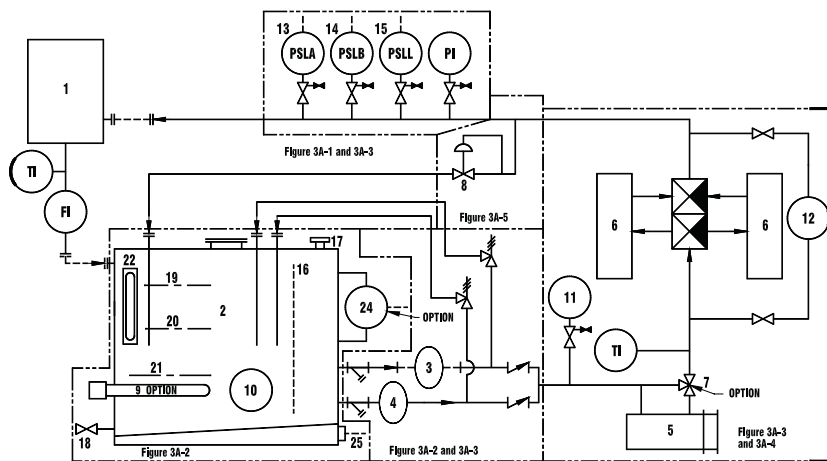 13 14 15
PSLA PSLB PSLL PI
1
TI
FI
Figure 3A-1 and 3A-3
8
Figure 3A-5
6 6
12
22
17
16
19
2
20
24
OPTION
11
TI
21
3
9 OPTION
10
4
7
OPTION
18
5
Figure 3A-2
25
Figure 3A-2 and 3A-3
Figure 3A-3
and 3A-4